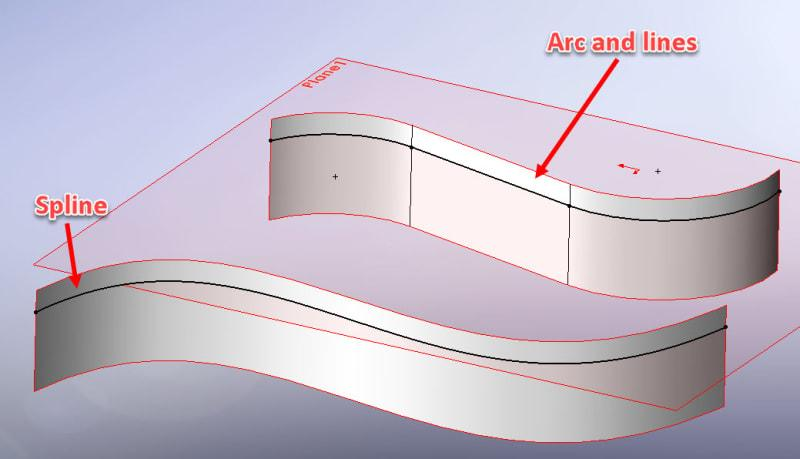 Arc and lines
Plane1
Spline